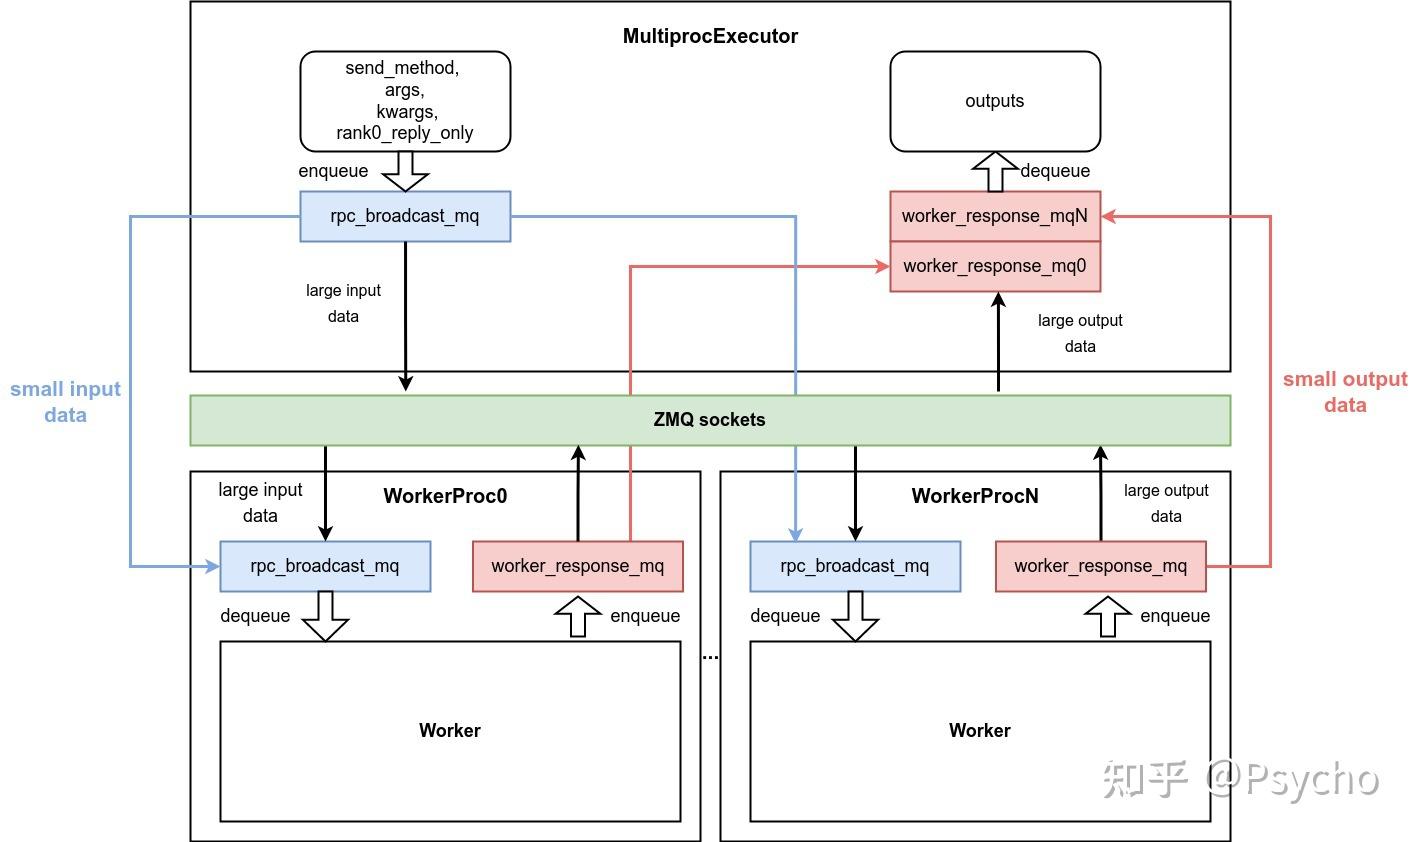 MultiprocExecutor
send_method,
args,
kwargs,
rank0_reply_only
outputs
enqueue
dequeue
rpc_broadcast_mq
worker_response_mqN
worker_response_mq0
large input
data
large output
data
small input
data
small output
data
ZMQ sockets
WorkerProc0
large input
data
rpc_broadcast_mq
worker_response_mq
dequeue
enqueue
Worker
...
WorkerProcN
large output
data
rpc_broadcast_mq
worker_response_mq
dequeue
enqueue
Worker
知乎 @Psycho